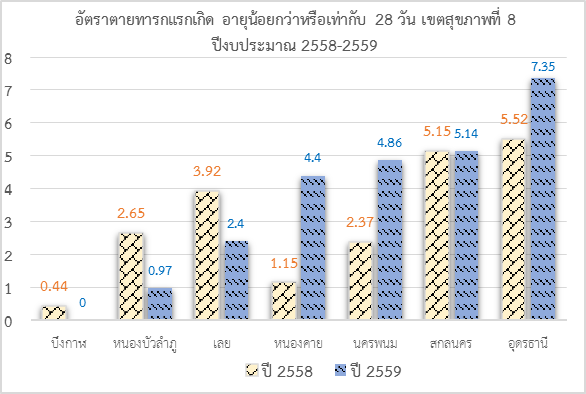 อัตราตายทารกแรกเกิด อายุน้อยกว่าหรือเท่ากับ 28 วัน เขตสุขภาพที่ 8
ปีงบประมาณ 2558-2559
8
7
6
5
4
3
2
1
0
0.44
0
2.65
0.97
3.92
2.4
1.15
4.4
2.37
4.86
5.15
5.14
5.52
7.35
บึงกาฬ
หนองบัวลำภู
เลย
หนองคาย
นครพนม
สกลนคร
อุดรธานี
ปี 2558
ปี 2559